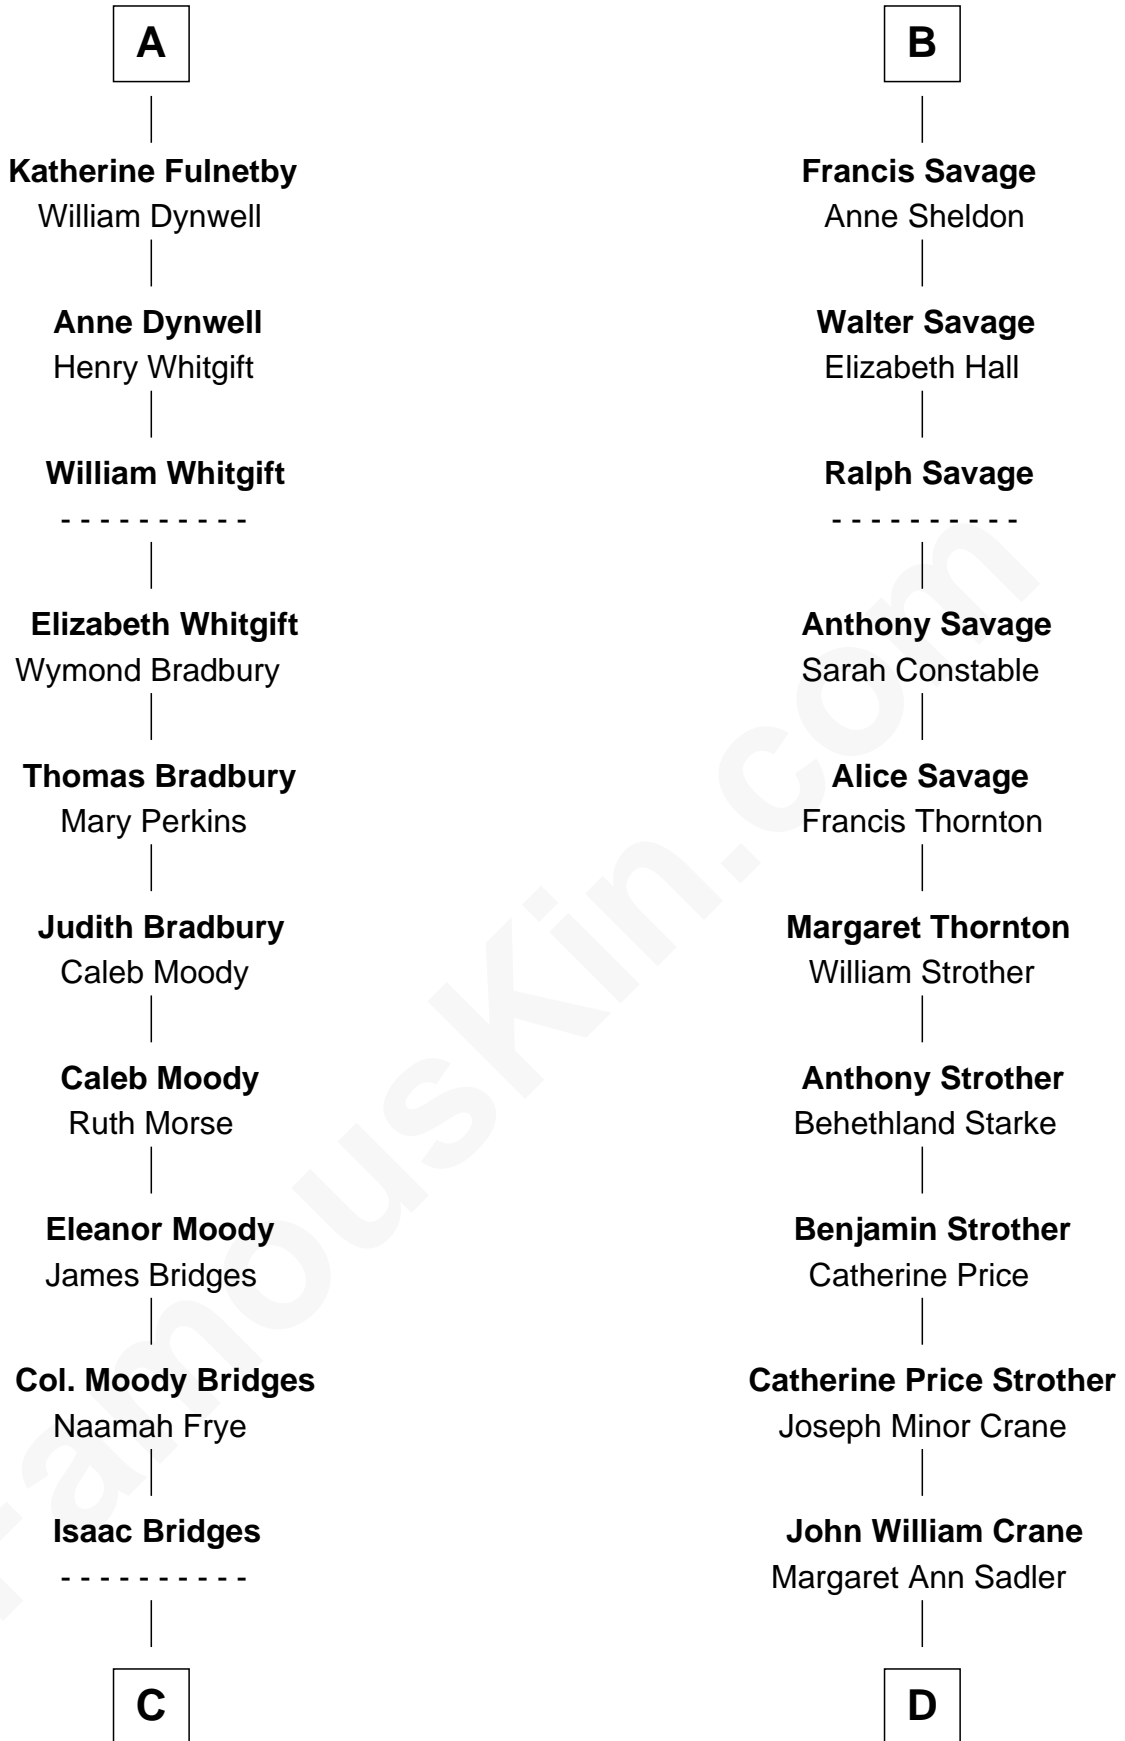 A
Katherine Fulnetby
William Dynwell
Anne Dynwell
Henry Whitgift
William Whitgift
- - - - - - - - - -
Elizabeth Whitgift
Wymond Bradbury
Thomas Bradbury
Mary Perkins
Judith Bradbury
Caleb Moody
Caleb Moody
Ruth Morse
Eleanor Moody
James Bridges
Col. Moody Bridges
Naamah Frye
Isaac Bridges
- - - - - - - - - -
C
B
Francis Savage
Anne Sheldon
Walter Savage
Elizabeth Hall
Ralph Savage
- - - - - - - - - -
Anthony Savage
Sarah Constable
Alice Savage
Francis Thornton
Margaret Thornton
William Strother
Anthony Strother
Behethland Starke
Benjamin Strother
Catherine Price
Catherine Price Strother
Joseph Minor Crane
John William Crane
Margaret Ann Sadler
D
FamousKin.com